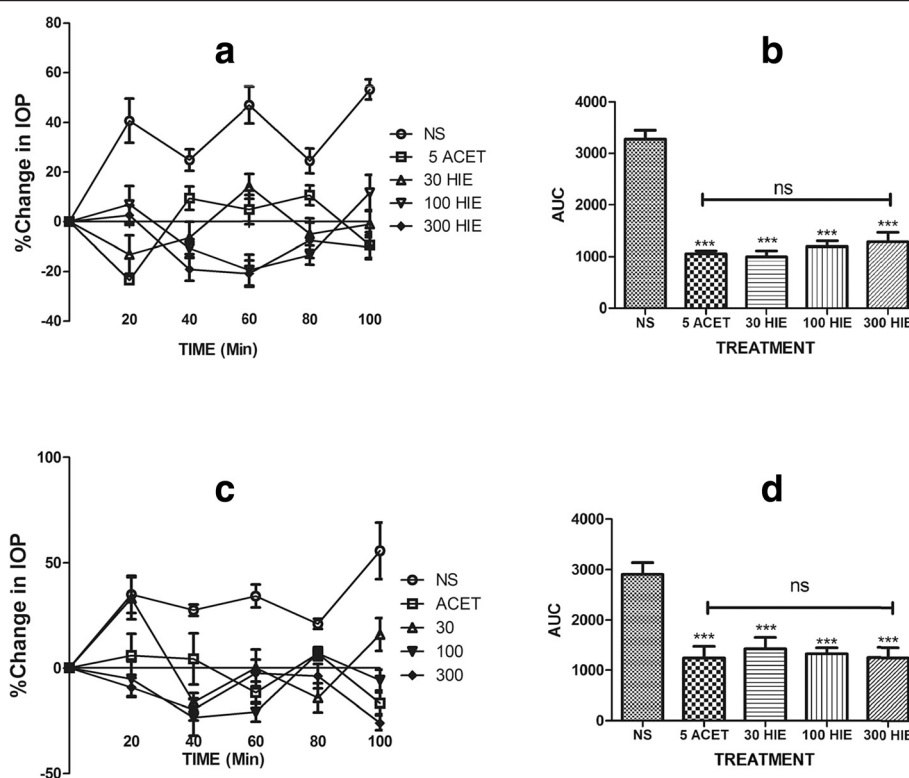 a
%Change in IOP
80
60
40
20
0
-20
-40
20 40 60 80 100
TIME (Min)
NS
5 ACET
30 HIE
100 HIE
300 HIE
b
AUC
4000
3000
2000
1000
0
ns
*** *** *** ***
NS 5 ACET 30 HIE 100 HIE 300 HIE
TREATMENT
c
%Change in IOP
100
50
0
-50
20 40 60 80 100
TIME (Min)
NS
ACET
30
100
300
d
AUC
4000
3000
2000
1000
0
ns
*** *** *** ***
NS 5 ACET 30 HIE 100 HIE 300 HIE
TREATMENT